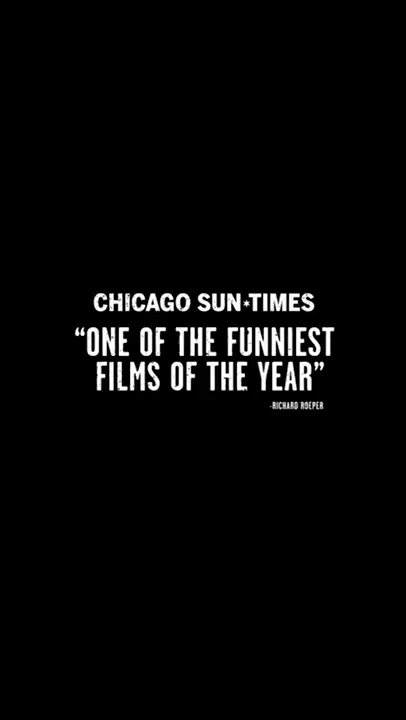 CHICAGO SUN★TIMES
“ONE OF THE FUNNIEST
FILMS OF THE YEAR”
-RICHARD ROEPER